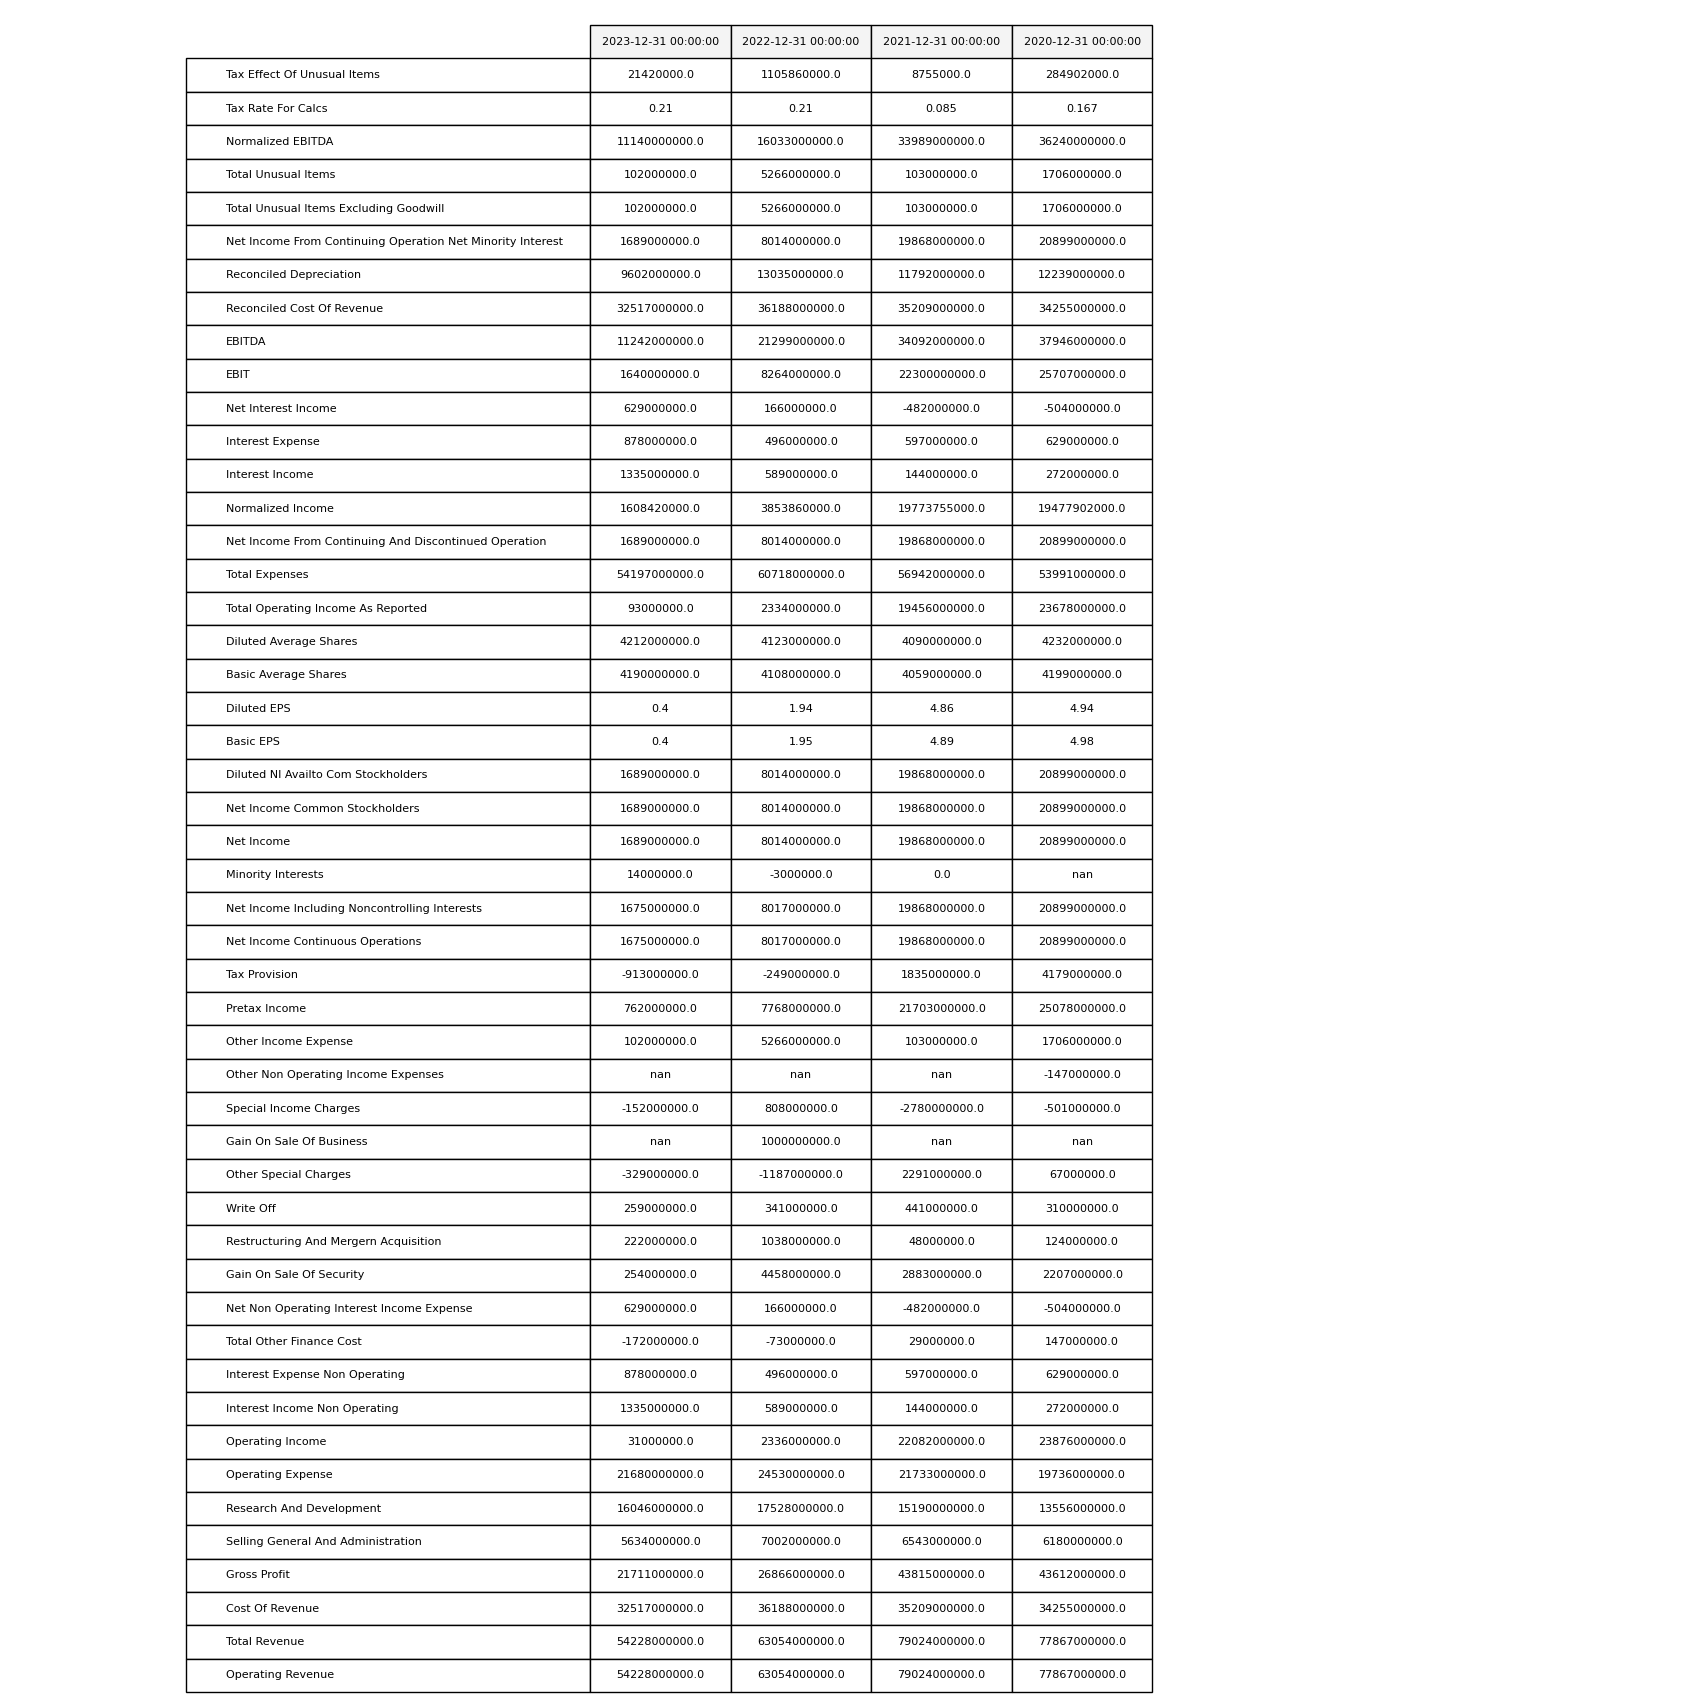 2023-12-31 00:00:00 2022-12-31 00:00:00 2021-12-31 00:00:00 2020-12-31 00:00:00
Tax Effect Of Unusual Items 21420000.0 1105860000.0 8755000.0 284902000.0
Tax Rate For Calcs 0.21 0.21 0.085 0.167
Normalized EBITDA 11140000000.0 16033000000.0 33989000000.0 36240000000.0
Total Unusual Items 102000000.0 5266000000.0 103000000.0 1706000000.0
Total Unusual Items Excluding Goodwill 102000000.0 5266000000.0 103000000.0 1706000000.0
Net Income From Continuing Operation Net Minority Interest 1689000000.0 8014000000.0 19868000000.0 20899000000.0
Reconciled Depreciation 9602000000.0 13035000000.0 11792000000.0 12239000000.0
Reconciled Cost Of Revenue 32517000000.0 36188000000.0 35209000000.0 34255000000.0
EBITDA 11242000000.0 21299000000.0 34092000000.0 37946000000.0
EBIT 1640000000.0 8264000000.0 22300000000.0 25707000000.0
Net Interest Income 629000000.0 166000000.0 -482000000.0 -504000000.0
Interest Expense 878000000.0 496000000.0 597000000.0 629000000.0
Interest Income 1335000000.0 589000000.0 144000000.0 272000000.0
Normalized Income 1608420000.0 3853860000.0 19773755000.0 19477902000.0
Net Income From Continuing And Discontinued Operation 1689000000.0 8014000000.0 19868000000.0 20899000000.0
Total Expenses 54197000000.0 60718000000.0 56942000000.0 53991000000.0
Total Operating Income As Reported 93000000.0 2334000000.0 19456000000.0 23678000000.0
Diluted Average Shares 4212000000.0 4123000000.0 4090000000.0 4232000000.0
Basic Average Shares 4190000000.0 4108000000.0 4059000000.0 4199000000.0
Diluted EPS 0.4 1.94 4.86 4.94
Basic EPS 0.4 1.95 4.89 4.98
Diluted NI Availto Com Stockholders 1689000000.0 8014000000.0 19868000000.0 20899000000.0
Net Income Common Stockholders 1689000000.0 8014000000.0 19868000000.0 20899000000.0
Net Income 1689000000.0 8014000000.0 19868000000.0 20899000000.0
Minority Interests 14000000.0 -3000000.0 0.0 nan
Net Income Including Noncontrolling Interests 1675000000.0 8017000000.0 19868000000.0 20899000000.0
Net Income Continuous Operations 1675000000.0 8017000000.0 19868000000.0 20899000000.0
Tax Provision -913000000.0 -249000000.0 1835000000.0 4179000000.0
Pretax Income 762000000.0 7768000000.0 21703000000.0 25078000000.0
Other Income Expense 102000000.0 5266000000.0 103000000.0 1706000000.0
Other Non Operating Income Expenses nan nan nan -147000000.0
Special Income Charges -152000000.0 808000000.0 -2780000000.0 -501000000.0
Gain On Sale Of Business nan 1000000000.0 nan nan
Other Special Charges -329000000.0 -1187000000.0 2291000000.0 67000000.0
Write Off 259000000.0 341000000.0 441000000.0 310000000.0
Restructuring And Mergern Acquisition 222000000.0 1038000000.0 48000000.0 124000000.0
Gain On Sale Of Security 254000000.0 4458000000.0 2883000000.0 2207000000.0
Net Non Operating Interest Income Expense 629000000.0 166000000.0 -482000000.0 -504000000.0
Total Other Finance Cost -172000000.0 -73000000.0 29000000.0 147000000.0
Interest Expense Non Operating 878000000.0 496000000.0 597000000.0 629000000.0
Interest Income Non Operating 1335000000.0 589000000.0 144000000.0 272000000.0
Operating Income 31000000.0 2336000000.0 22082000000.0 23876000000.0
Operating Expense 21680000000.0 24530000000.0 21733000000.0 19736000000.0
Research And Development 16046000000.0 17528000000.0 15190000000.0 13556000000.0
Selling General And Administration 5634000000.0 7002000000.0 6543000000.0 6180000000.0
Gross Profit 21711000000.0 26866000000.0 43815000000.0 43612000000.0
Cost Of Revenue 32517000000.0 36188000000.0 35209000000.0 34255000000.0
Total Revenue 54228000000.0 63054000000.0 79024000000.0 77867000000.0
Operating Revenue 54228000000.0 63054000000.0 79024000000.0 77867000000.0